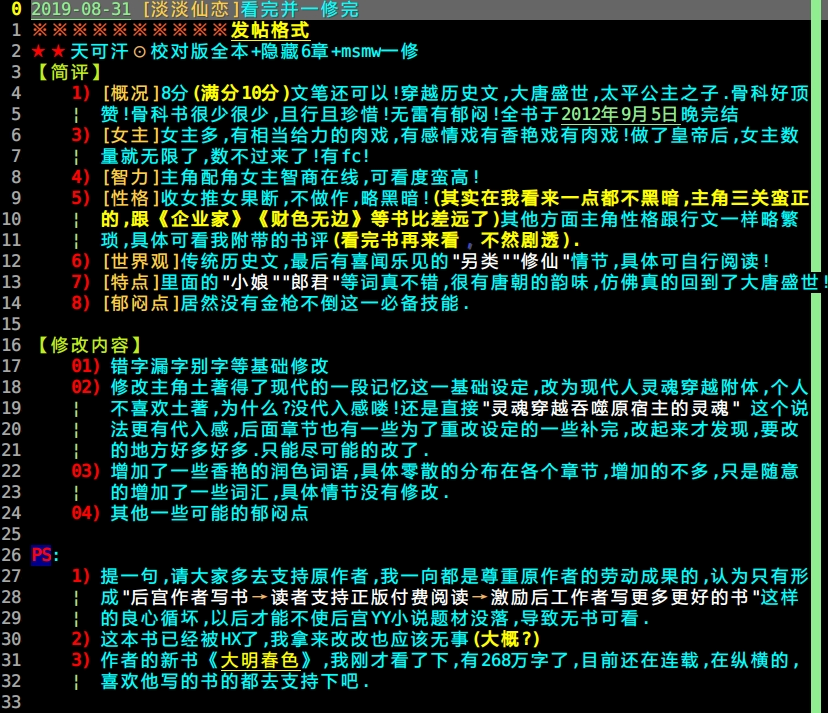 0 2019-08-31 [淡淡仙恋]看完并一修完
1 ※※※※※※※※※※发帖格式
2 ★★天可汗⊙校对版全本+隐藏6章+msmw一修
3 【简评】
4 1) [概况]8分(满分10分)文笔还可以!穿越历史文,大唐盛世,太平公主之子.骨科好顶
5 ¦ 赞!骨科书很少很少,且行且珍惜!无雷有郁闷!全书于2012年9月5日晚完结
6 3) [女主]女主多,有相当给力的肉戏,有感情戏有香艳戏有肉戏!做了皇帝后,女主数
7 ¦ 量就无限了,数不过来了!有fc!
8 4) [智力]主角配角女主智商在线,可看度蛮高!
9 5) [性格]收女推女果断,不做作,略黑暗!(其实在我看来一点都不黑暗,主角三关蛮正
10 ¦ 的,跟《企业家》《财色无边》等书比差远了)其他方面主角性格跟行文一样略繁
11 ¦ 琐,具体可看我附带的书评(看完书再来看，不然剧透).
12 6) [世界观]传统历史文,最后有喜闻乐见的"另类""修仙"情节,具体可自行阅读!
13 7) [特点]里面的"小娘""郎君"等词真不错,很有唐朝的韵味,仿佛真的回到了大唐盛世!
14 8) [郁闷点]居然没有金枪不倒这一必备技能.
15
16 【修改内容】
17 01) 错字漏字别字等基础修改
18 02) 修改主角土著得了现代的一段记忆这一基础设定,改为现代人灵魂穿越附体,个人
19 ¦ 不喜欢土著,为什么?没代入感喽!还是直接"灵魂穿越吞噬原宿主的灵魂" 这个说
20 ¦ 法更有代入感,后面章节也有一些为了重改设定的一些补完,改起来才发现,要改
21 ¦ 的地方好多好多.只能尽可能的改了.
22 03) 增加了一些香艳的润色词语,具体零散的分布在各个章节,增加的不多,只是随意
23 ¦ 的增加了一些词汇,具体情节没有修改.
24 04) 其他一些可能的郁闷点
25
26 PS:
27 1) 提一句,请大家多去支持原作者,我一向都是尊重原作者的劳动成果的,认为只有形
28 ¦ 成"后宫作者写书→读者支持正版付费阅读→激励后工作者写更多更好的书"这样
29 ¦ 的良心循坏,以后才能不使后宫YY小说题材没落,导致无书可看.
30 2) 这本书已经被HX了,我拿来改改也应该无事(大概?)
31 3) 作者的新书《大明春色》,我刚才看了下,有268万字了,目前还在连载,在纵横的,
32 ¦ 喜欢他写的书的都去支持下吧.
33